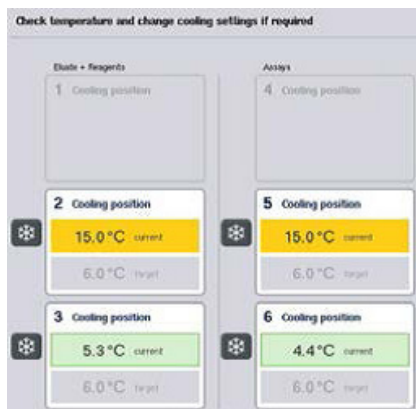 Check temperature and change cooling settings if required
Eluate + Reagents
Assays
1 Cooling position
4 Cooling position
2 Cooling position
5 Cooling position
15.0 °C current
15.0 °C current
6.0 °C target
6.0 °C target
3 Cooling position
6 Cooling position
5.3 °C current
4.4 °C current
6.0 °C target
6.0 °C target